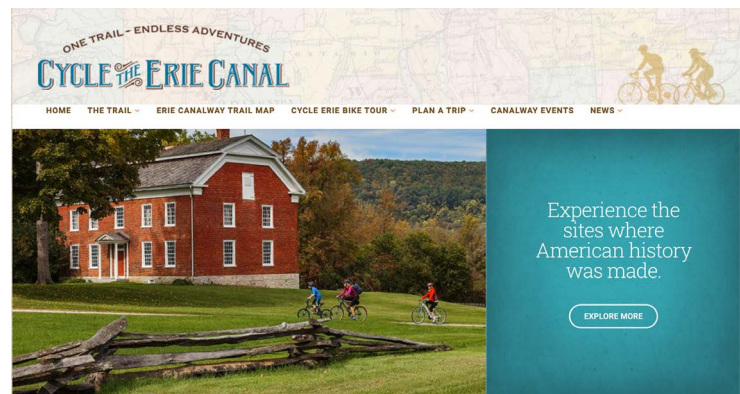 ONE TRAIL - ENDLESS ADVENTURES
CYCLE THE ERIE CANAL
HOME THE TRAIL ERIE CANALWAY TRAIL MAP CYCLE ERIE BIKE TOUR PLAN A TRIP CANALWAY EVENTS NEWS
Experience the
sites where
American history
was made.
EXPLORE MORE